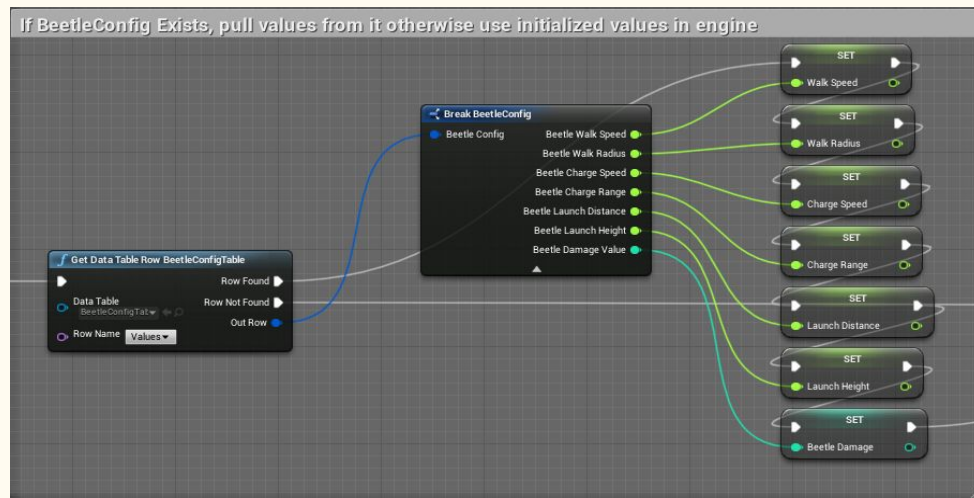 If BeetleConfig Exists, pull values from it otherwise use initialized values in engine
SET
Walk Speed
SET
Walk Radius
SET
Charge Speed
SET
Charge Range
SET
Launch Distance
SET
Launch Height
SET
Beetle Damage
Break BeetleConfig
Beetle Config
Beetle Walk Speed
Beetle Walk Radius
Beetle Charge Speed
Beetle Charge Range
Beetle Launch Distance
Beetle Launch Height
Beetle Damage Value
f Get Data Table Row BeetleConfigTable
Row Found
Data Table
BeetleConfigTat
Row Not Found
Out Row
Row Name Values